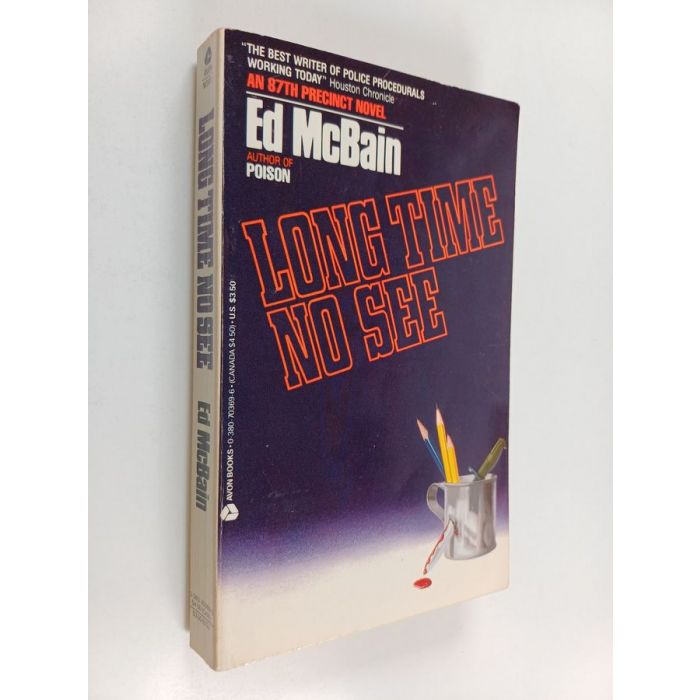 "THE BEST WRITER OF POLICE PROCEDURALS
WORKING TODAY" Houston Chronicle
AN 87TH PRECINCT NOVEL
Ed McBain
AUTHOR OF
POISON
LONG TIME
NO SEE
AVON BOOKS • 0-380-70369-6 • (CANADA $4.50) • U.S. $3.50
LONG TIME NO SEE Ed McBain